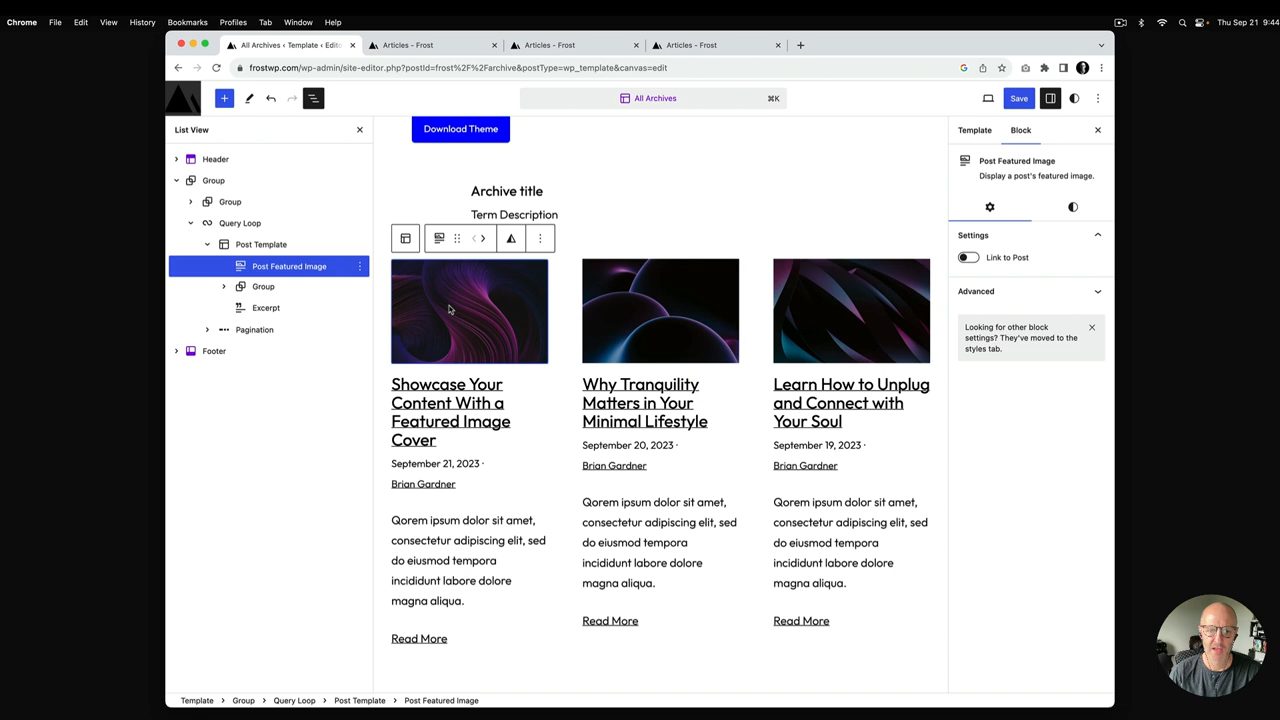 Chrome File Edit View History Bookmarks Profiles Tab Window Help Thu Sep 21 9:44
All Archives ‹ Template ‹ Edito Articles - Frost Articles - Frost Articles - Frost
frostwp.com/wp-admin/site-editor.php?postId=frost%2F%2Farchive&postType=wp_template&canvas=edit
All Archives ⌘K Save
List View
Header
Group
Group
Query Loop
Post Template
Post Featured Image
Group
Excerpt
Pagination
Footer
Download Theme
Archive title
Term Description
Showcase Your
Content With a
Featured Image
Cover
September 21, 2023 ·
Brian Gardner
Qorem ipsum dolor sit amet,
consectetur adipiscing elit, sed
do eiusmod tempora
incididunt labore dolore
magna aliqua.
Read More
Why Tranquility
Matters in Your
Minimal Lifestyle
September 20, 2023 ·
Brian Gardner
Qorem ipsum dolor sit amet,
consectetur adipiscing elit, sed
do eiusmod tempora
incididunt labore dolore
magna aliqua.
Read More
Learn How to Unplug
and Connect with
Your Soul
September 19, 2023 ·
Brian Gardner
Qorem ipsum dolor sit amet,
consectetur adipiscing elit, sed
do eiusmod tempora
incididunt labore dolore
magna aliqua.
Read More
Template Block
Post Featured Image
Display a post's featured image.
Settings
Link to Post
Advanced
Looking for other block
settings? They've moved to the
styles tab.
Template › Group › Query Loop › Post Template › Post Featured Image